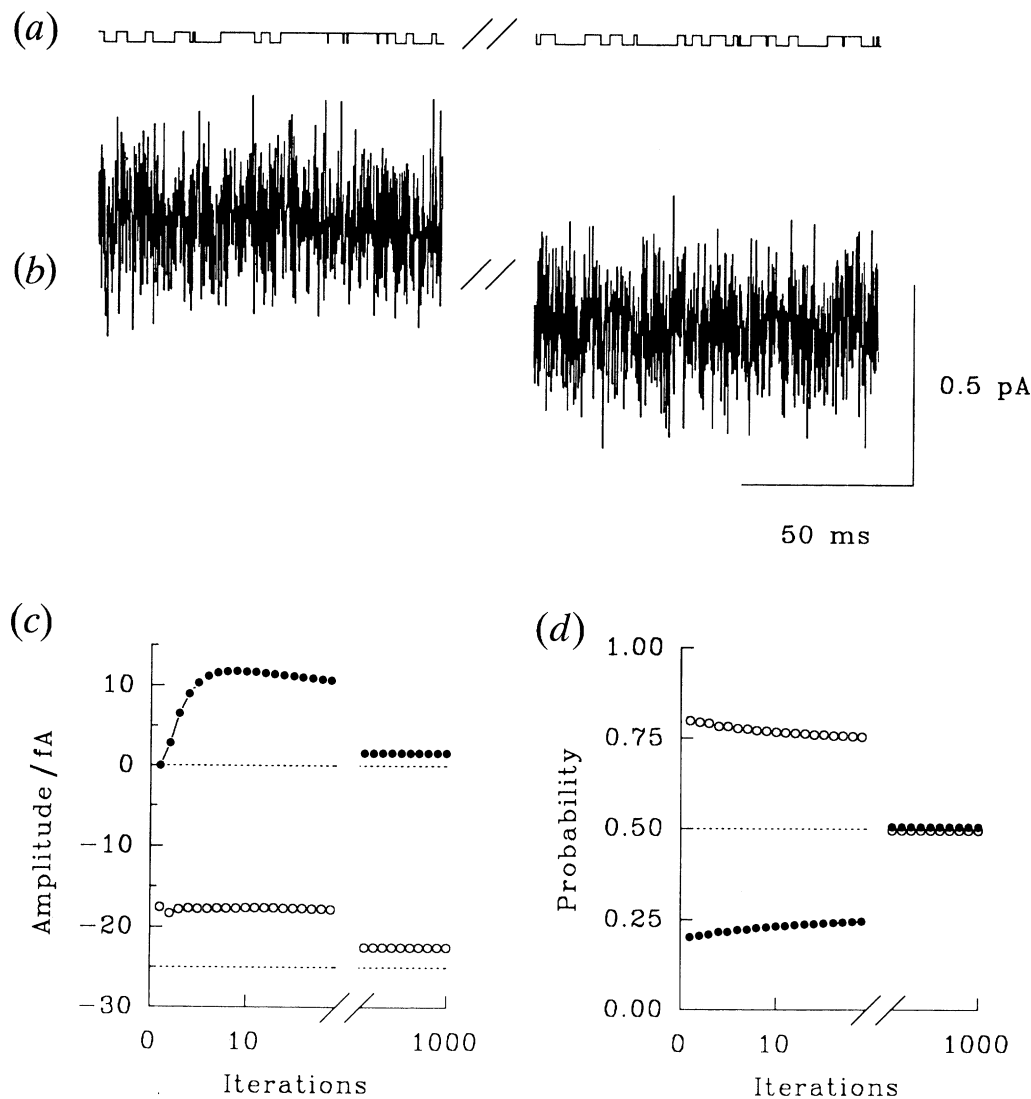 (a)
(b)
0.5 pA
50 ms
(c)
Amplitude / fA
10
0
−10
−20
−30
0 10 1000
Iterations
(d)
Probability
1.00
0.75
0.50
0.25
0.00
0 10 1000
Iterations